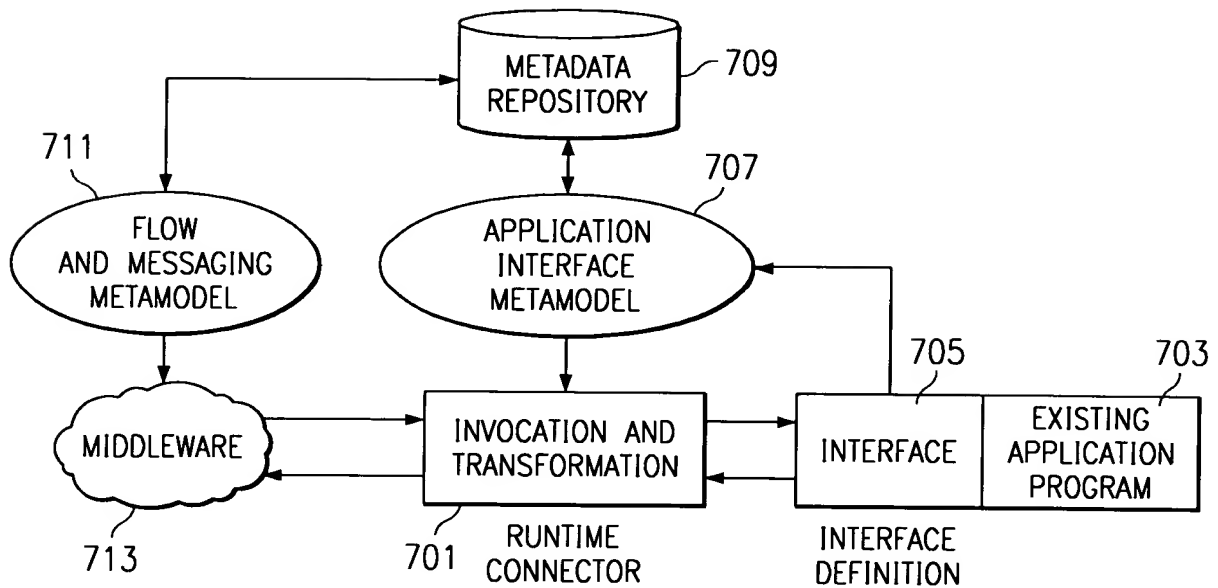 METADATA
REPOSITORY
709
711
707
FLOW
AND MESSAGING
METAMODEL
APPLICATION
INTERFACE
METAMODEL
705
703
MIDDLEWARE
INVOCATION AND
TRANSFORMATION
INTERFACE
EXISTING
APPLICATION
PROGRAM
713
701
RUNTIME
CONNECTOR
INTERFACE
DEFINITION